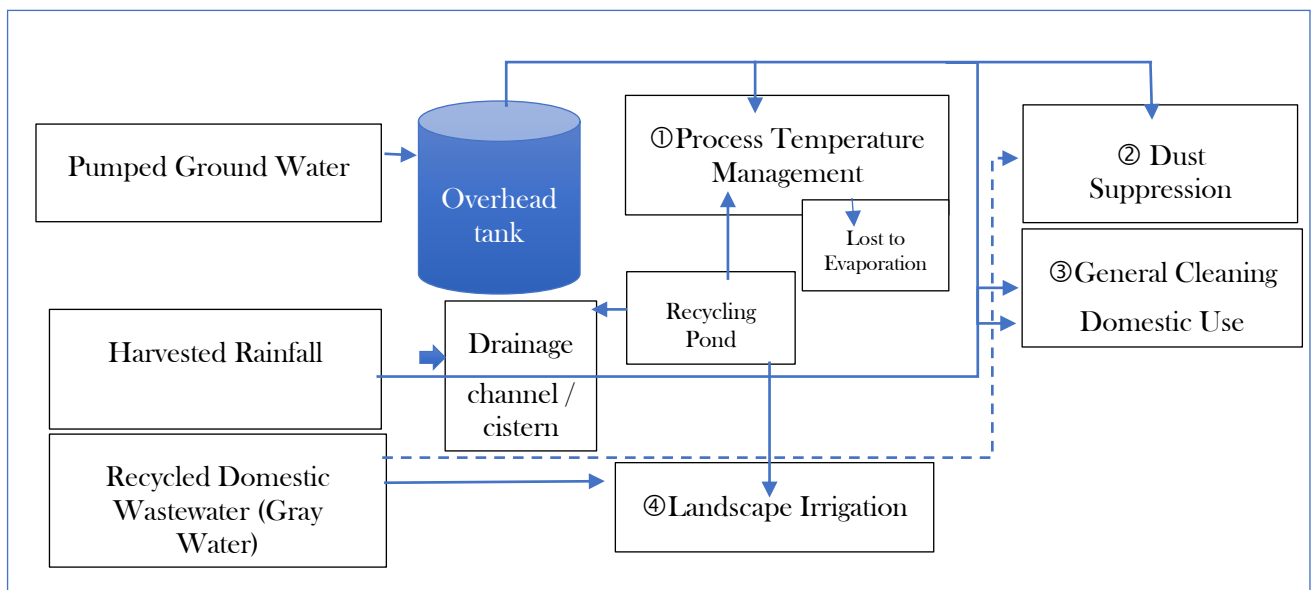 Pumped Ground Water
Overhead
tank
①Process Temperature
Management
Lost to
Evaporation
② Dust
Suppression
③General Cleaning
Domestic Use
Harvested Rainfall
Drainage
channel /
cistern
Recycling
Pond
Recycled Domestic
Wastewater (Gray
Water)
④Landscape Irrigation